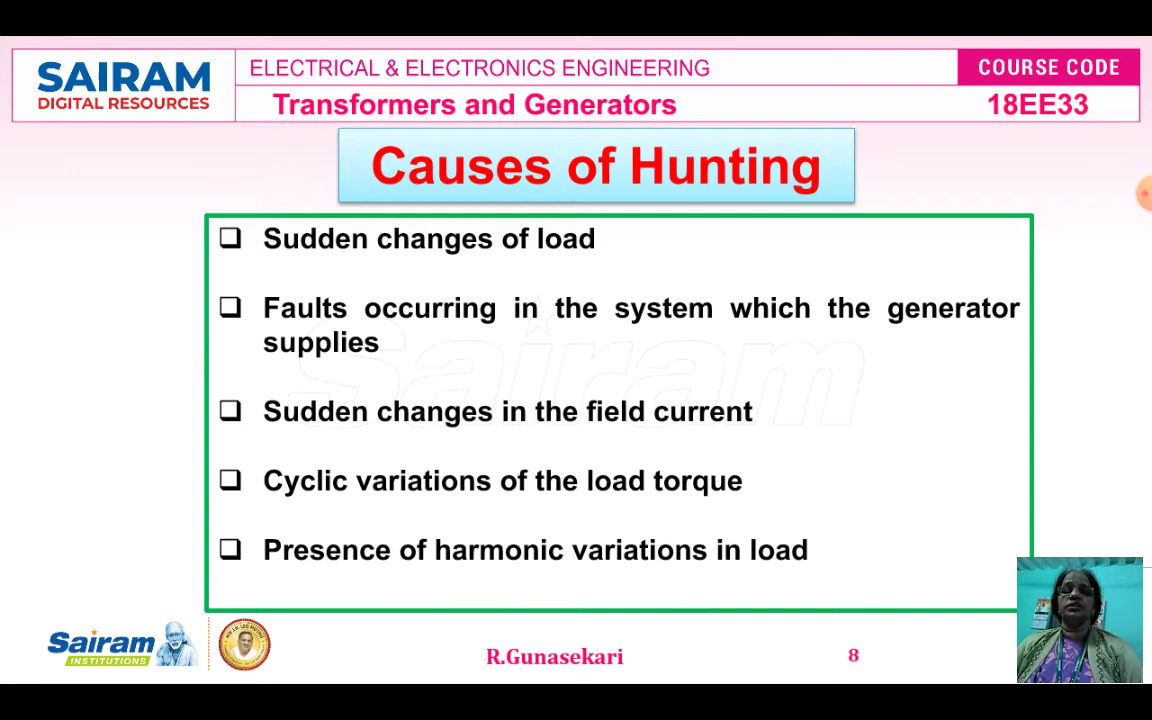 SAIRAM
DIGITAL RESOURCES
ELECTRICAL & ELECTRONICS ENGINEERING
COURSE CODE
Transformers and Generators
18EE33
Causes of Hunting
Sudden changes of load
Faults occurring in the system which the generator
supplies
Sudden changes in the field current
Cyclic variations of the load torque
Presence of harmonic variations in load
Sairam
Sairam
INSTITUTIONS
R.Gunasekari
8